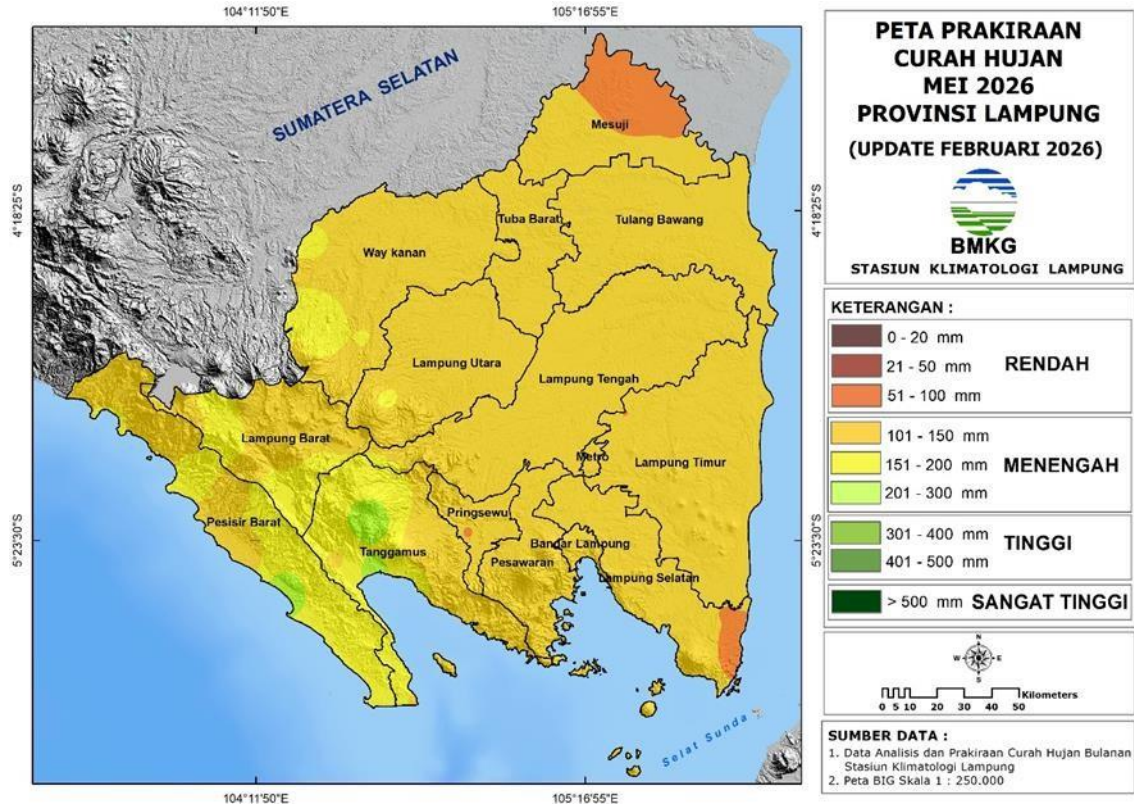 PETA PRAKIRAAN
CURAH HUJAN
MEI 2026
PROVINSI LAMPUNG
(UPDATE FEBRUARI 2026)
BMKG
STASIUN KLIMATOLOGI LAMPUNG
KETERANGAN :
0 - 20 mm
21 - 50 mm
RENDAH
51 - 100 mm
101 - 150 mm
151 - 200 mm
MENENGAH
201 - 300 mm
301 - 400 mm
TINGGI
401 - 500 mm
> 500 mm SANGAT TINGGI
N
W E
S
Kilometers
0 5 10 20 30 40 50
SUMBER DATA :
1. Data Analisis dan Prakiraan Curah Hujan Bulanan
Stasiun Klimatologi Lampung
2. Peta BIG Skala 1 : 250.000
104°11'50"E 105°16'55"E
SUMATERA SELATAN
Mesuji
4°18'25"S 4°18'25"S
Tuba Barat Tulang Bawang
Way kanan
Lampung Utara
Lampung Tengah
Lampung Barat
Metro Lampung Timur
Pringsewu
Pesisir Barat
5°23'30"S 5°23'30"S
Tanggamus
Bandar Lampung
Pesawaran
Lampung Selatan
Selat Sunda
104°11'50"E 105°16'55"E